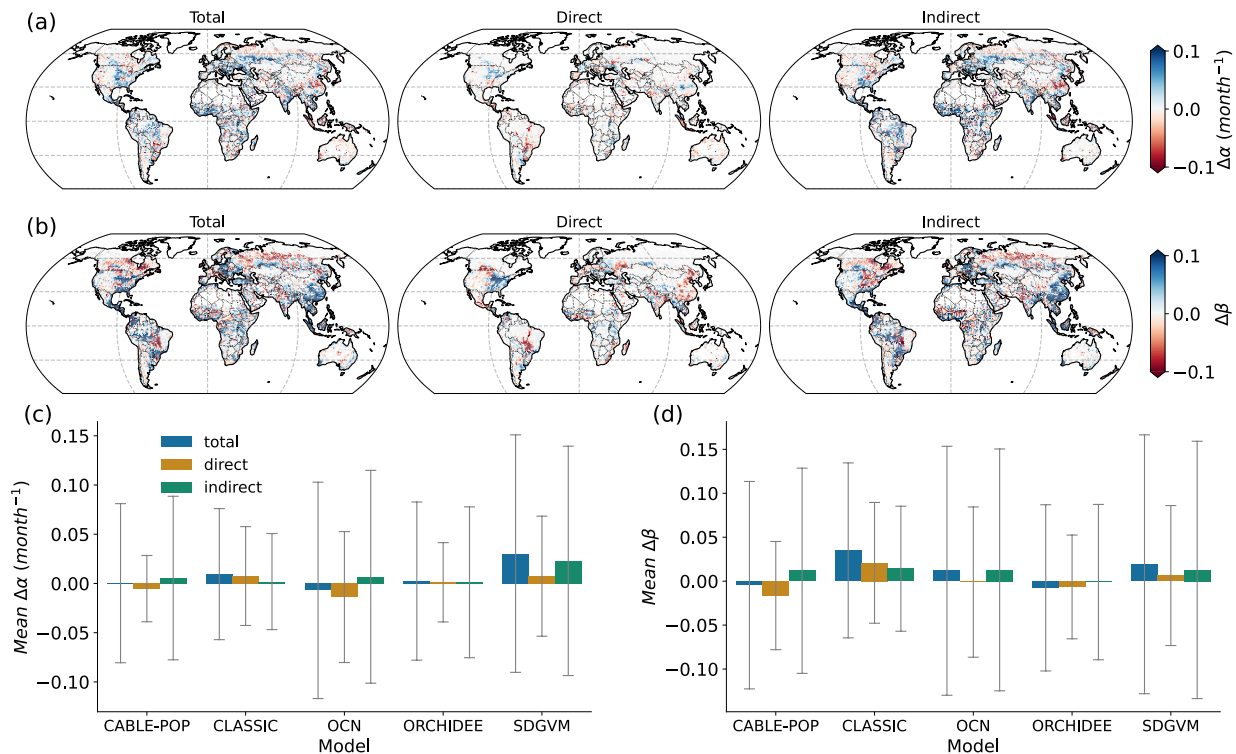 (a)
Total
Direct
Indirect
0.1
0.0
−0.1
Δα (month⁻¹)
(b)
Total
Direct
Indirect
0.1
0.0
−0.1
Δβ
(c)
0.15
0.10
0.05
0.00
−0.05
−0.10
Mean Δα (month⁻¹)
total
direct
indirect
CABLE-POP CLASSIC OCN ORCHIDEE SDGVM
Model
(d)
0.15
0.10
0.05
0.00
−0.05
−0.10
Mean Δβ
CABLE-POP CLASSIC OCN ORCHIDEE SDGVM
Model